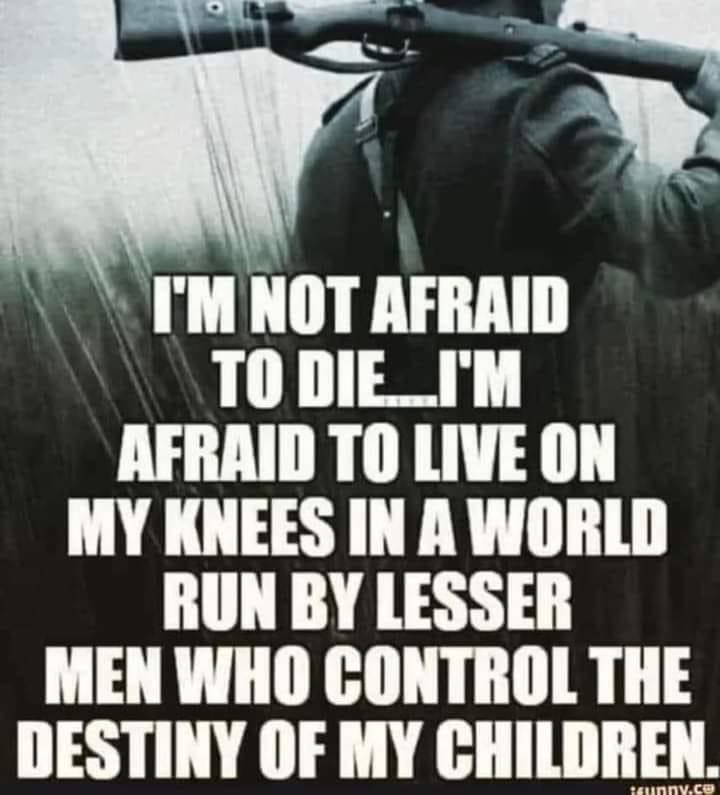 I'M NOT AFRAID
TO DIE....I'M
AFRAID TO LIVE ON
MY KNEES IN A WORLD
RUN BY LESSER
MEN WHO CONTROL THE
DESTINY OF MY CHILDREN.
ifunny.co